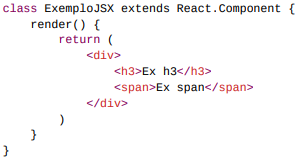 class ExemploJSX extends React.Component {
    render() {
        return (
            <div>
                <h3>Ex h3</h3>
                <span>Ex span</span>
            </div>
        )
    }
}